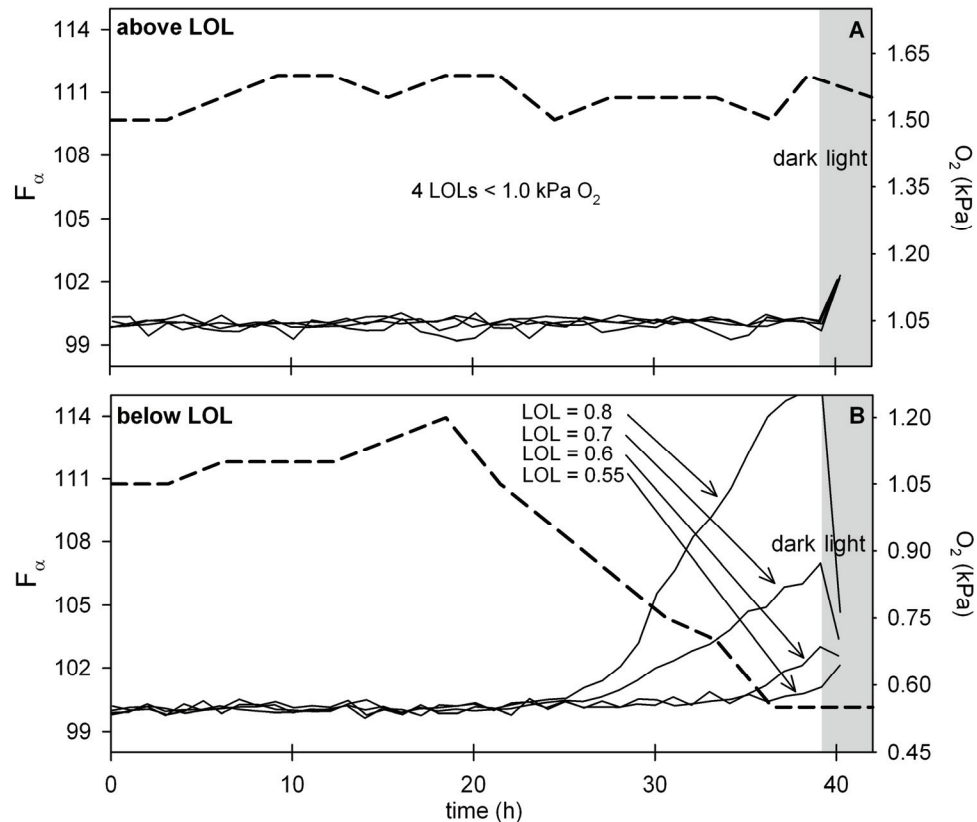 above LOL
A
114
111
108
105
102
99
Fα
1.65
1.50
1.35
1.20
1.05
O2 (kPa)
dark light
4 LOLs < 1.0 kPa O2
below LOL
B
114
111
108
105
102
99
Fα
LOL = 0.8
LOL = 0.7
LOL = 0.6
LOL = 0.55
dark light
1.20
1.05
0.90
0.75
0.60
0.45
O2 (kPa)
0 10 20 30 40
time (h)